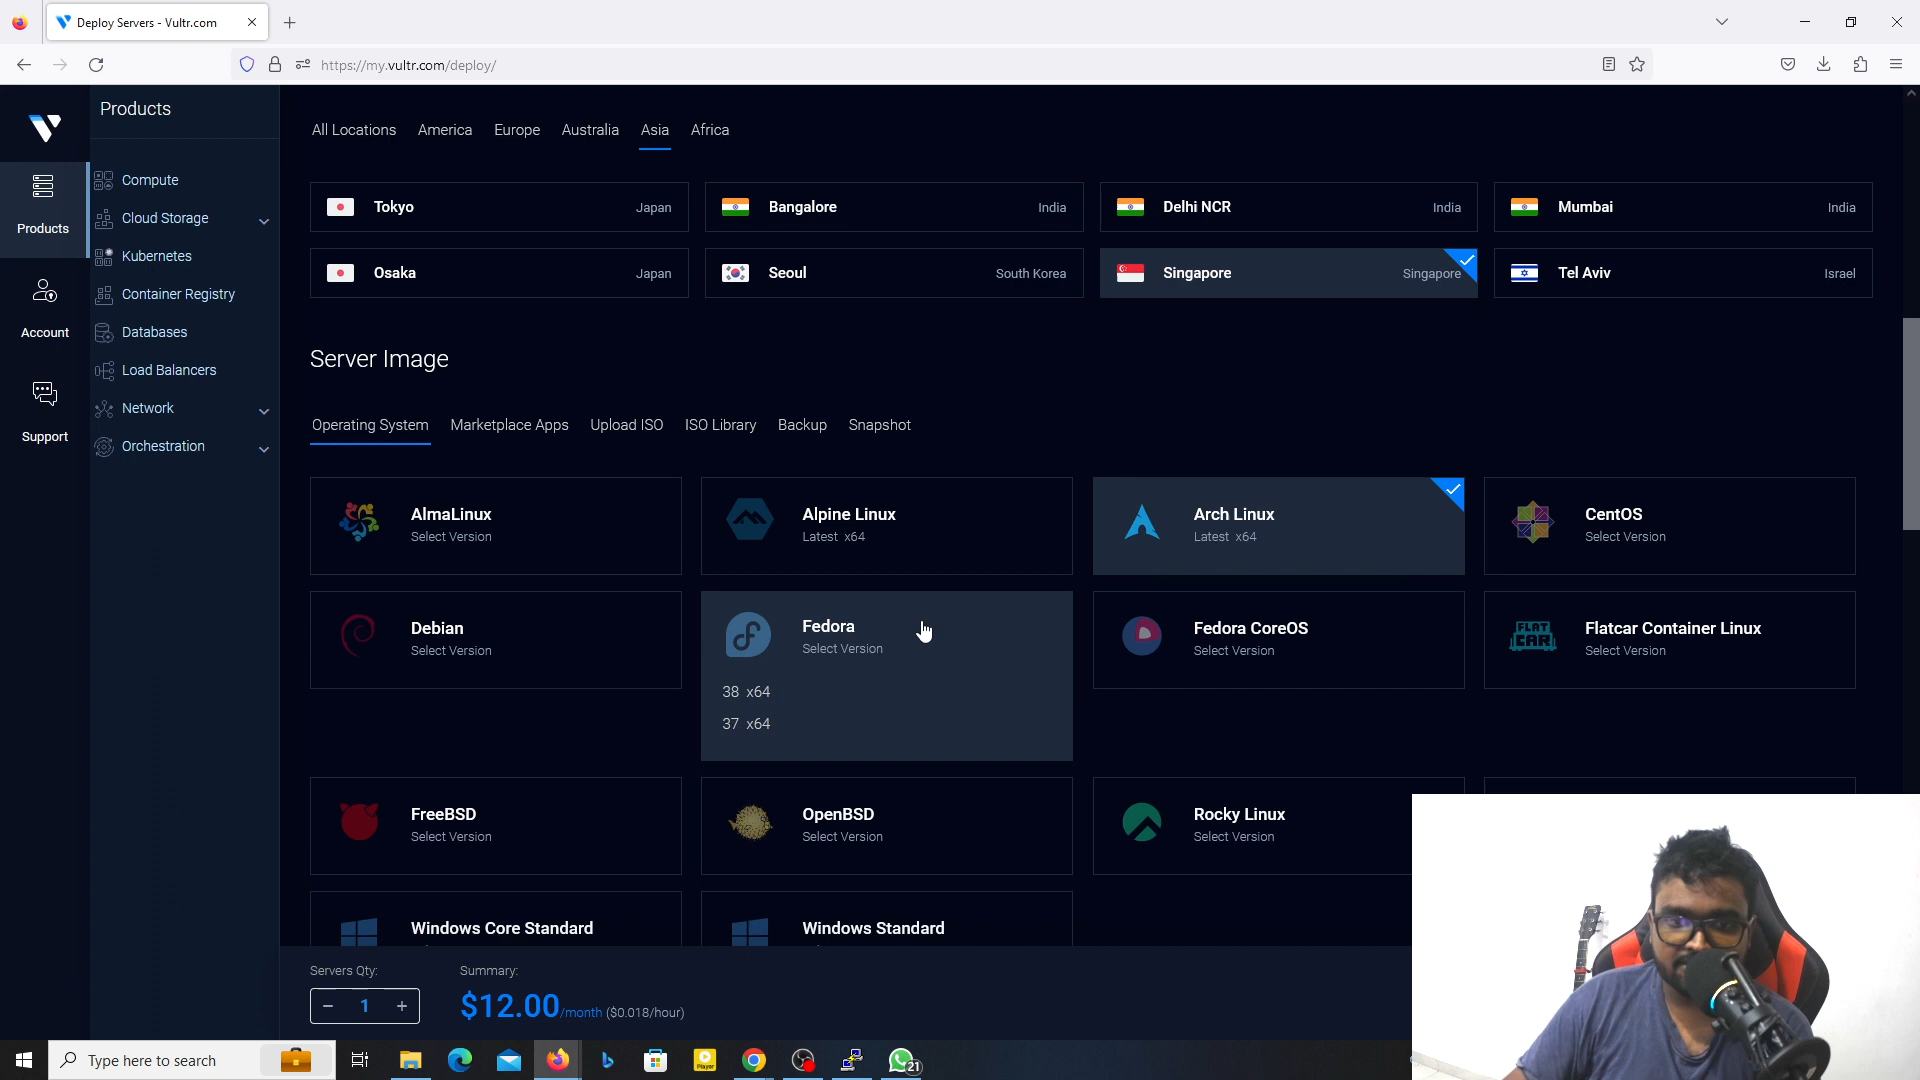 Deploy Servers - Vultr.com
https://my.vultr.com/deploy/
Products
Products
Account
Support
Compute
Cloud Storage
Kubernetes
Container Registry
Databases
Load Balancers
Network
Orchestration
All Locations America Europe Australia Asia Africa
Tokyo Japan Bangalore India Delhi NCR India Mumbai India
Osaka Japan Seoul South Korea Singapore Singapore Tel Aviv Israel
Server Image
Operating System Marketplace Apps Upload ISO ISO Library Backup Snapshot
AlmaLinux Alpine Linux Arch Linux CentOS
Select Version Latest x64 Latest x64 Select Version
Debian Fedora Fedora CoreOS Flatcar Container Linux
Select Version Select Version Select Version Select Version
FLAT
CAR
38 x64
37 x64
FreeBSD OpenBSD Rocky Linux
Select Version Select Version Select Version
Windows Core Standard Windows Standard
Servers Qty: Summary:
− 1 + $12.00/month ($0.018/hour)
Type here to search
Player
21